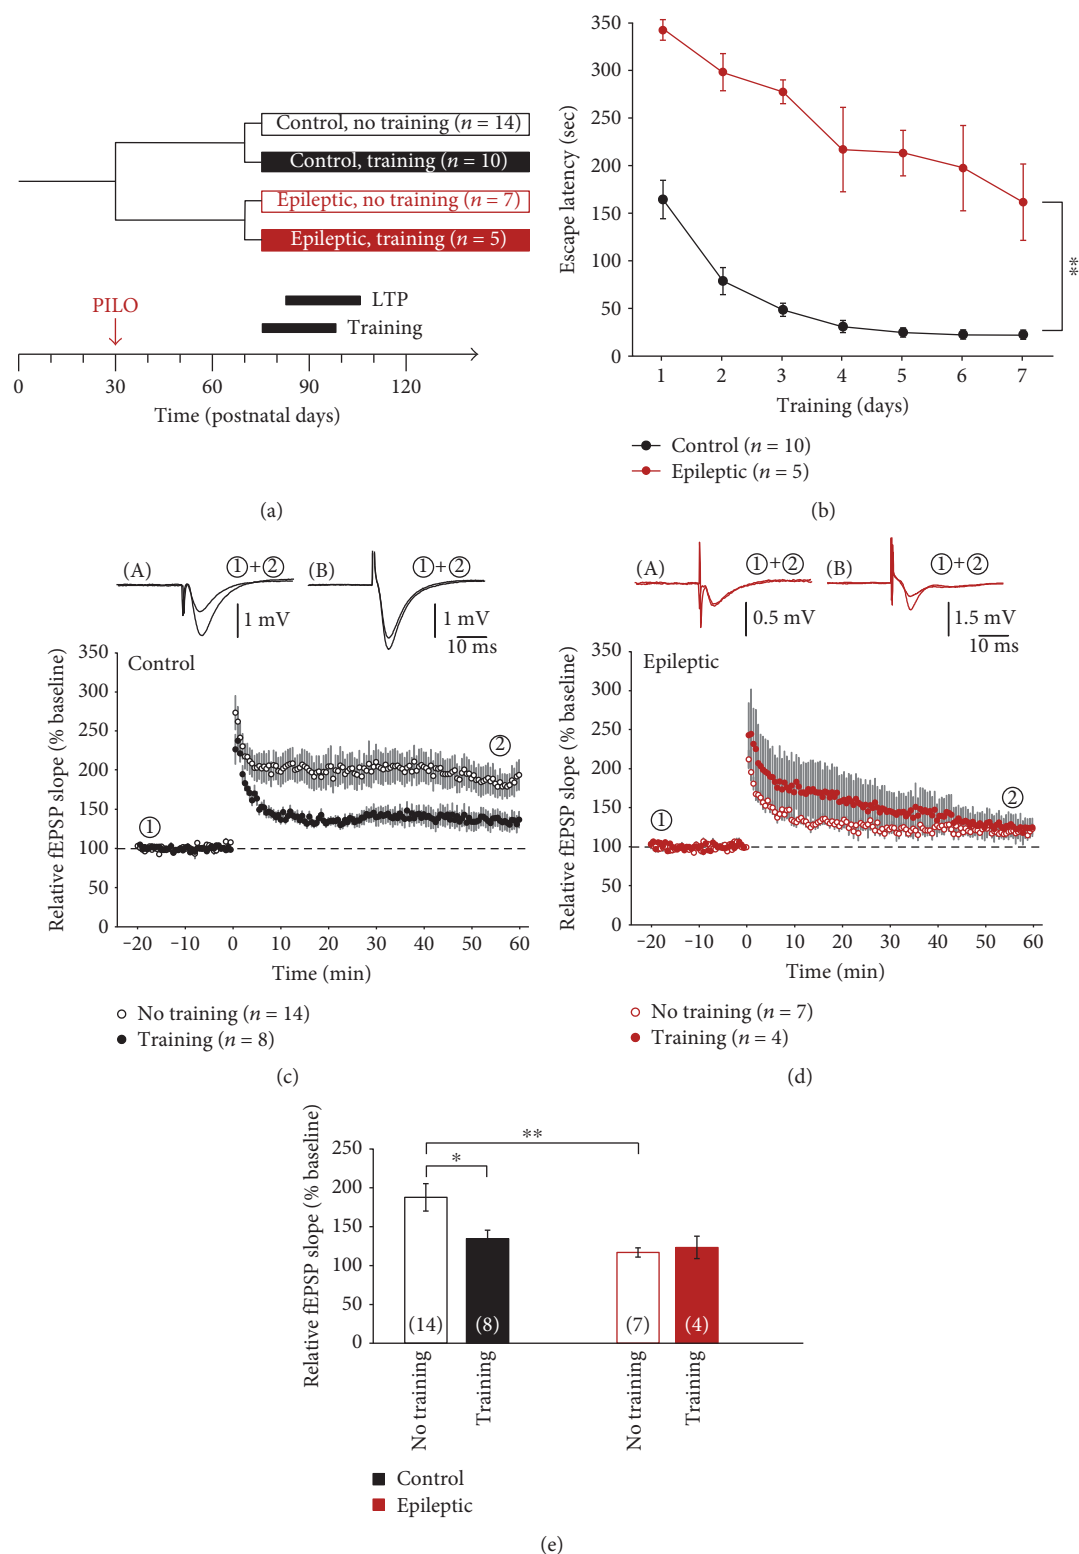 Control, no training (n = 14)
Control, training (n = 10)
Epileptic, no training (n = 7)
Epileptic, training (n = 5)
PILO
LTP
Training
0 30 60 90 120
Time (postnatal days)
(a)
350
300
250
200
150
100
50
0
Escape latency (sec)
**
1 2 3 4 5 6 7
Training (days)
Control (n = 10)
Epileptic (n = 5)
(b)
(A) ①+② (B) ①+②
1 mV 1 mV
10 ms
Control
350
300
250
200
150
100
50
0
Relative fEPSP slope (% baseline)
①
②
−20 −10 0 10 20 30 40 50 60
Time (min)
No training (n = 14)
Training (n = 8)
(c)
(A) ①+② (B) ①+②
0.5 mV 1.5 mV
10 ms
Epileptic
350
300
250
200
150
100
50
0
Relative fEPSP slope (% baseline)
①
②
−20 −10 0 10 20 30 40 50 60
Time (min)
No training (n = 7)
Training (n = 4)
(d)
250
200
150
100
50
0
Relative fEPSP slope (% baseline)
**
*
(14) (8) (7) (4)
No training
Training
No training
Training
Control
Epileptic
(e)